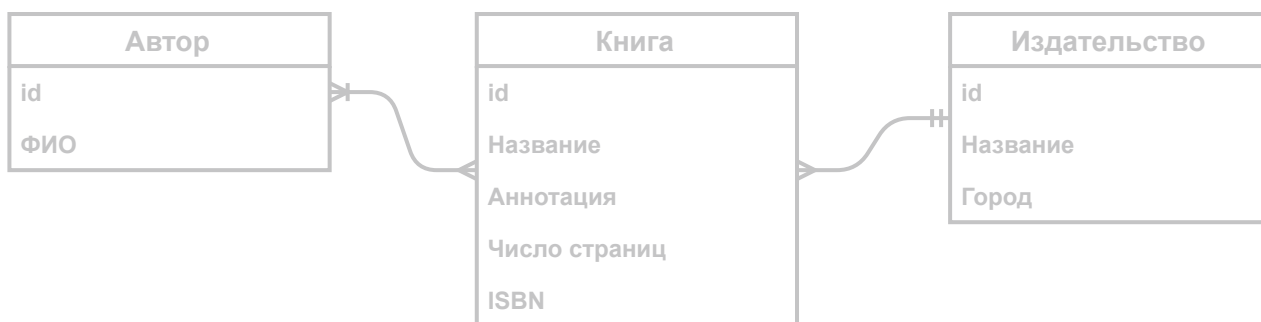 Автор
id
ФИО
Книга
id
Название
Аннотация
Число страниц
ISBN
Издательство
id
Название
Город